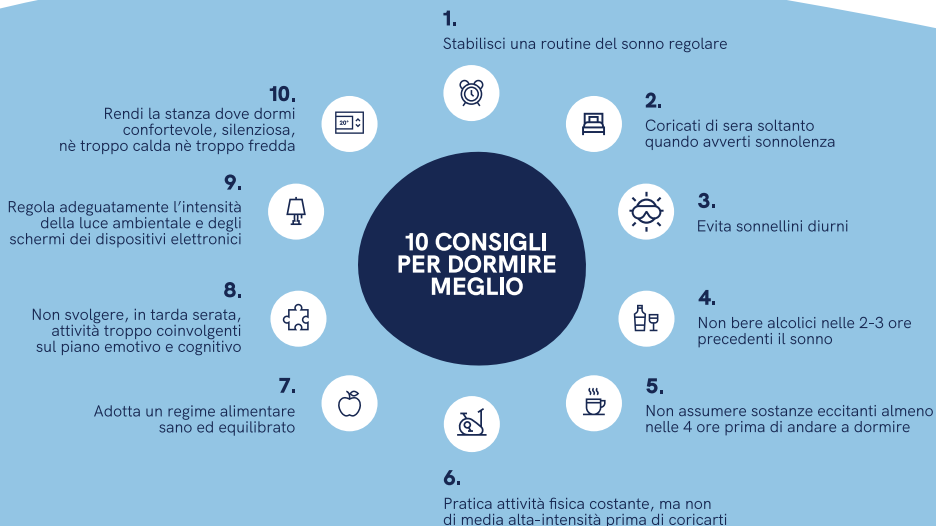 10 CONSIGLI
PER DORMIRE
MEGLIO
1.
Stabilisci una routine del sonno regolare
2.
Coricati di sera soltanto
quando avverti sonnolenza
3.
Evita sonnellini diurni
4.
Non bere alcolici nelle 2-3 ore
precedenti il sonno
5.
Non assumere sostanze eccitanti almeno
nelle 4 ore prima di andare a dormire
6.
Pratica attività fisica costante, ma non
di media alta-intensità prima di coricarti
7.
Adotta un regime alimentare
sano ed equilibrato
8.
Non svolgere, in tarda serata,
attività troppo coinvolgenti
sul piano emotivo e cognitivo
9.
Regola adeguatamente l'intensità
della luce ambientale e degli
schermi dei dispositivi elettronici
10.
Rendi la stanza dove dormi
confortevole, silenziosa,
nè troppo calda nè troppo fredda
20°